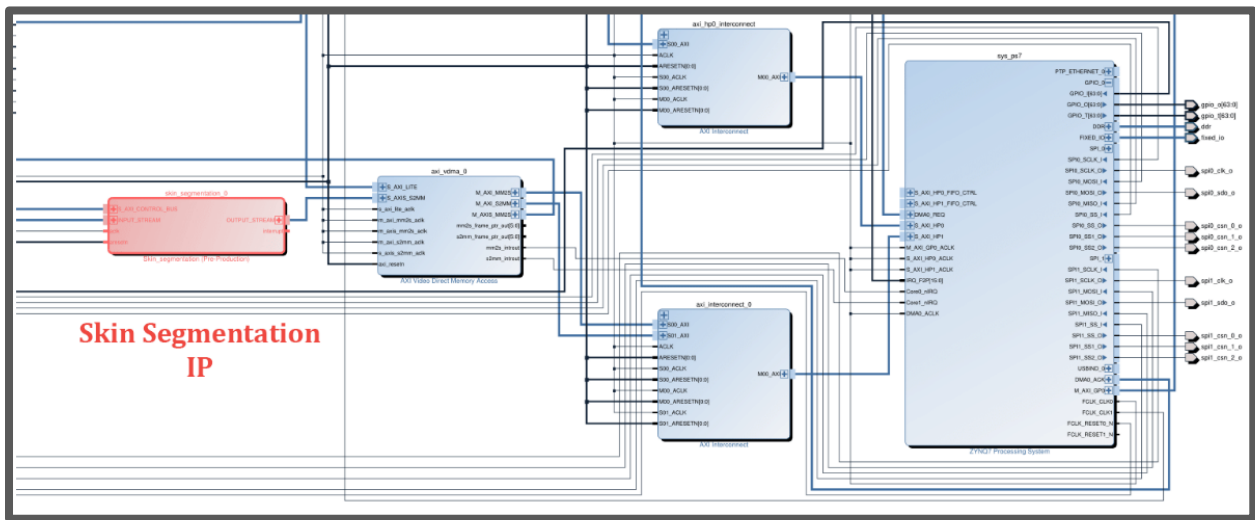 axi_hp0_interconnect
S00_AXI
ACLK
ARESETN[0:0]
S00_ACLK
S00_ARESETN[0:0]
M00_ACLK
M00_ARESETN[0:0]
M00_AXI
AXI Interconnect
skin_segmentation_0
S_AXI_CONTROL_BUS
INPUT_STREAM
OUTPUT_STREAM
interrupt
Skin_segmentation (Pre-Production)
Skin Segmentation
IP
axi_vdma_0
S_AXI_LITE
S_AXIS_S2MM
s_axi_lite_aclk
m_axi_mm2s_aclk
m_axis_mm2s_aclk
m_axi_s2mm_aclk
s_axis_s2mm_aclk
axi_resetn
M_AXI_MM2S
M_AXI_S2MM
M_AXIS_MM2S
mm2s_frame_ptr_out[5:0]
s2mm_frame_ptr_out[5:0]
mm2s_introut
s2mm_introut
AXI Video Direct Memory Access
axi_interconnect_0
S00_AXI
S01_AXI
ACLK
ARESETN[0:0]
S00_ACLK
S00_ARESETN[0:0]
M00_ACLK
M00_ARESETN[0:0]
S01_ACLK
S01_ARESETN[0:0]
M00_AXI
AXI Interconnect
sys_ps7
S_AXI_HP0_FIFO_CTRL
S_AXI_HP1_FIFO_CTRL
DMA0_REQ
S_AXI_HP0
S_AXI_HP1
M_AXI_GP0_ACLK
S_AXI_HP0_ACLK
S_AXI_HP1_ACLK
IRQ_F2P[15:0]
Core0_nIRQ
Core1_nIRQ
DMA0_ACLK
PTP_ETHERNET_0
GPIO_0
GPIO_I[63:0]
GPIO_O[63:0]
GPIO_T[63:0]
DDR
FIXED_IO
SPI_0
SPI0_SCLK_I
SPI0_SCLK_O
SPI0_MOSI_I
SPI0_MOSI_O
SPI0_MISO_I
SPI0_SS_I
SPI0_SS_O
SPI0_SS1_O
SPI0_SS2_O
SPI_1
SPI1_SCLK_I
SPI1_SCLK_O
SPI1_MOSI_I
SPI1_MOSI_O
SPI1_MISO_I
SPI1_SS_I
SPI1_SS_O
SPI1_SS1_O
SPI1_SS2_O
USBIND_0
DMA0_ACK
M_AXI_GP0
FCLK_CLK0
FCLK_CLK1
FCLK_RESET0_N
FCLK_RESET1_N
ZYNQ7 Processing System
gpio_o[63:0]
gpio_t[63:0]
ddr
fixed_io
spi0_clk_o
spi0_sdo_o
spi0_csn_0_o
spi0_csn_1_o
spi0_csn_2_o
spi1_clk_o
spi1_sdo_o
spi1_csn_0_o
spi1_csn_1_o
spi1_csn_2_o